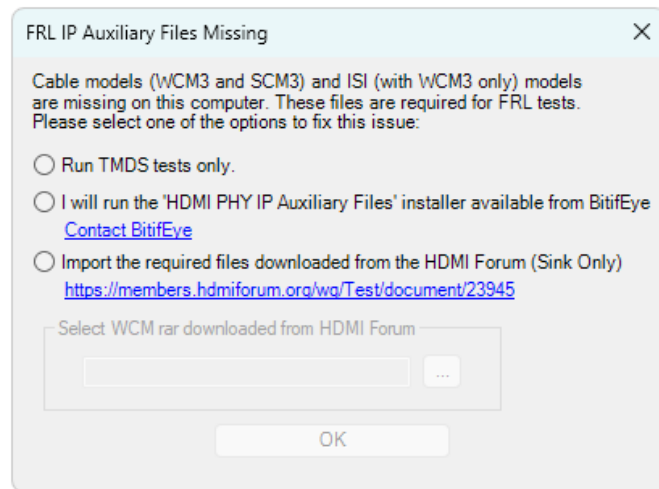 FRL IP Auxiliary Files Missing
Cable models (WCM3 and SCM3) and ISI (with WCM3 only) models
are missing on this computer. These files are required for FRL tests.
Please select one of the options to fix this issue:
Run TMDS tests only.
I will run the 'HDMI PHY IP Auxiliary Files' installer available from BitifEye
Contact BitifEye
Import the required files downloaded from the HDMI Forum (Sink Only)
https://members.hdmiforum.org/wg/Test/document/23945
Select WCM rar downloaded from HDMI Forum
...
OK